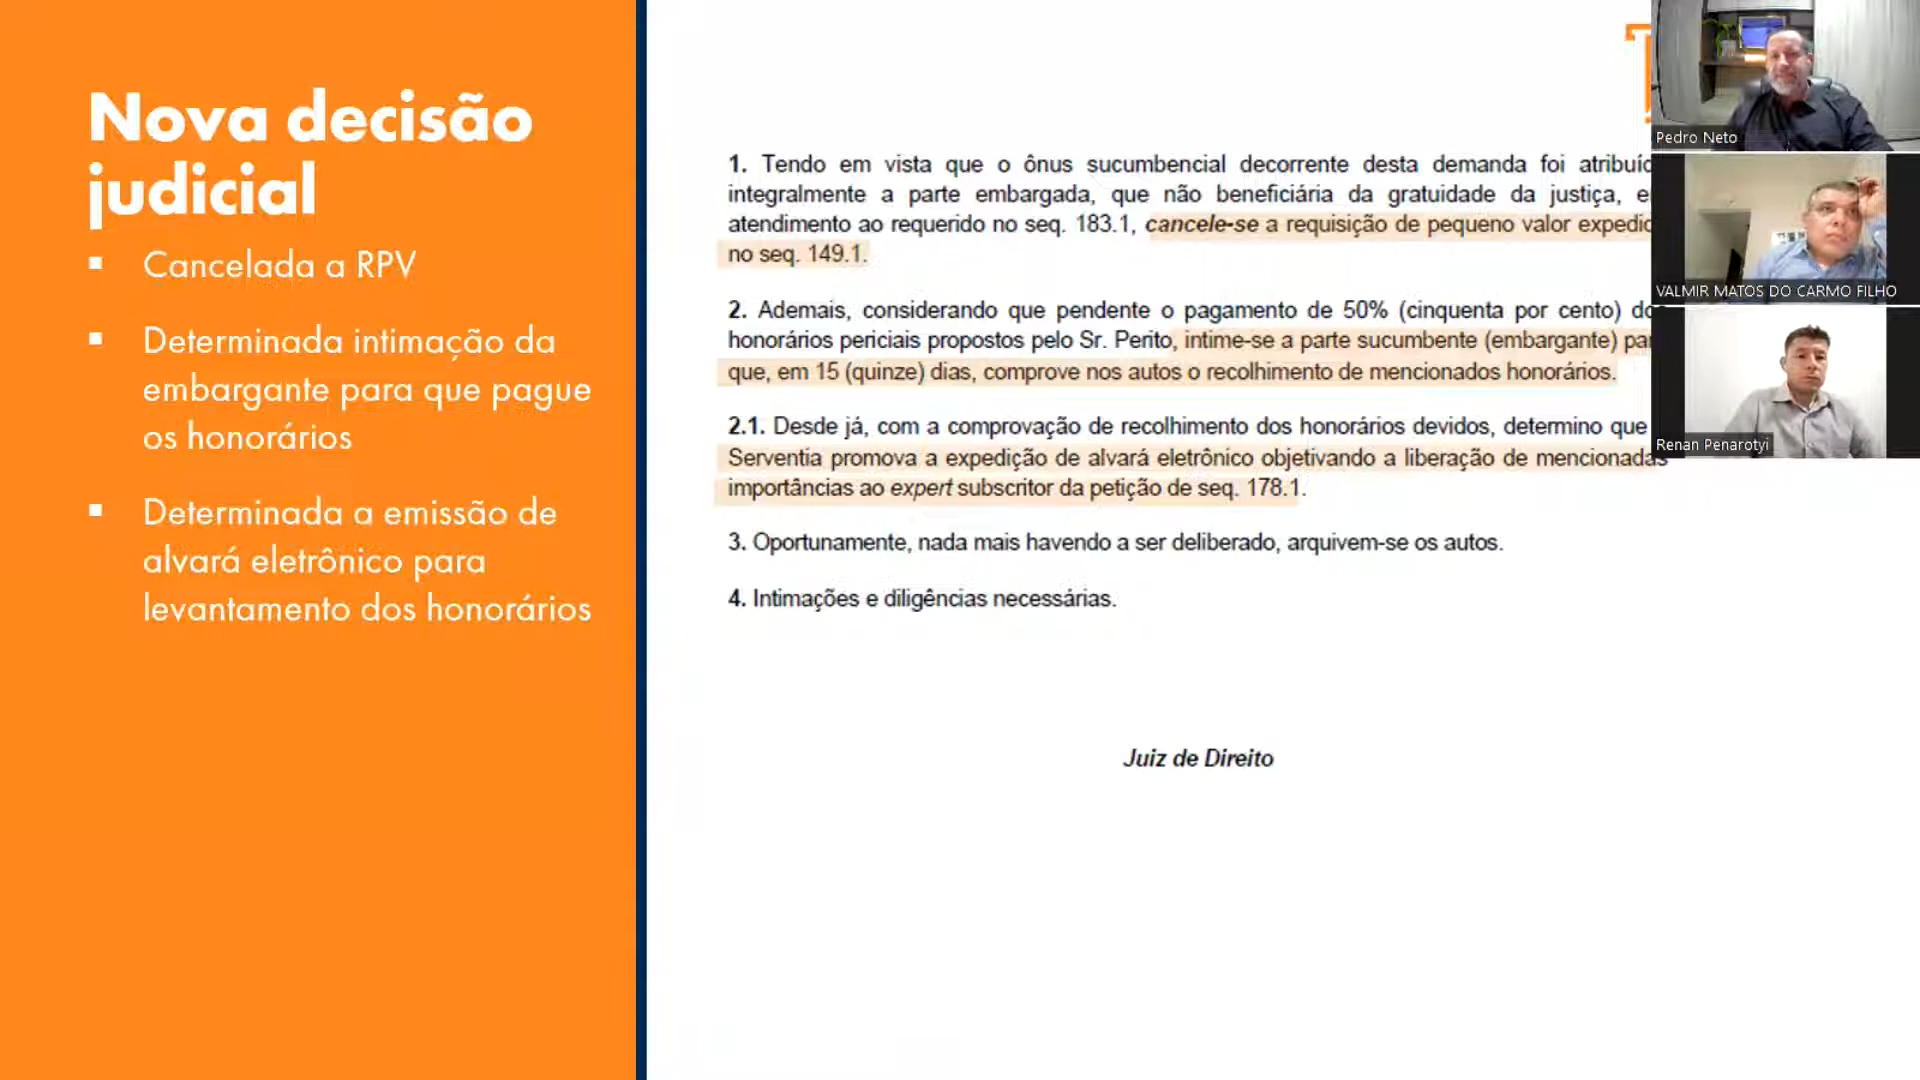 Nova decisão
judicial
▪ Cancelada a RPV
▪ Determinada intimação da
embargante para que pague
os honorários
▪ Determinada a emissão de
alvará eletrônico para
levantamento dos honorários
1. Tendo em vista que o ônus sucumbencial decorrente desta demanda foi
integralmente a parte embargada, que não beneficiária da gratuidade da justiça,
atendimento ao requerido no seq. 183.1, cancele-se a requisição de pequeno valor
no seq. 149.1.
2. Ademais, considerando que pendente o pagamento de 50% (cinquenta por cento)
honorários periciais propostos pelo Sr. Perito, intime-se a parte sucumbente (embargante)
que, em 15 (quinze) dias, comprove nos autos o recolhimento de mencionados honorários.
2.1. Desde já, com a comprovação de recolhimento dos honorários devidos, determino que
Serventia promova a expedição de alvará eletrônico objetivando a liberação de mencionadas
importâncias ao expert subscritor da petição de seq. 178.1.
3. Oportunamente, nada mais havendo a ser deliberado, arquivem-se os autos.
4. Intimações e diligências necessárias.
Juiz de Direito
Pedro Neto
VALMIR MATOS DO CARMO FILHO
Renan Penarotyi